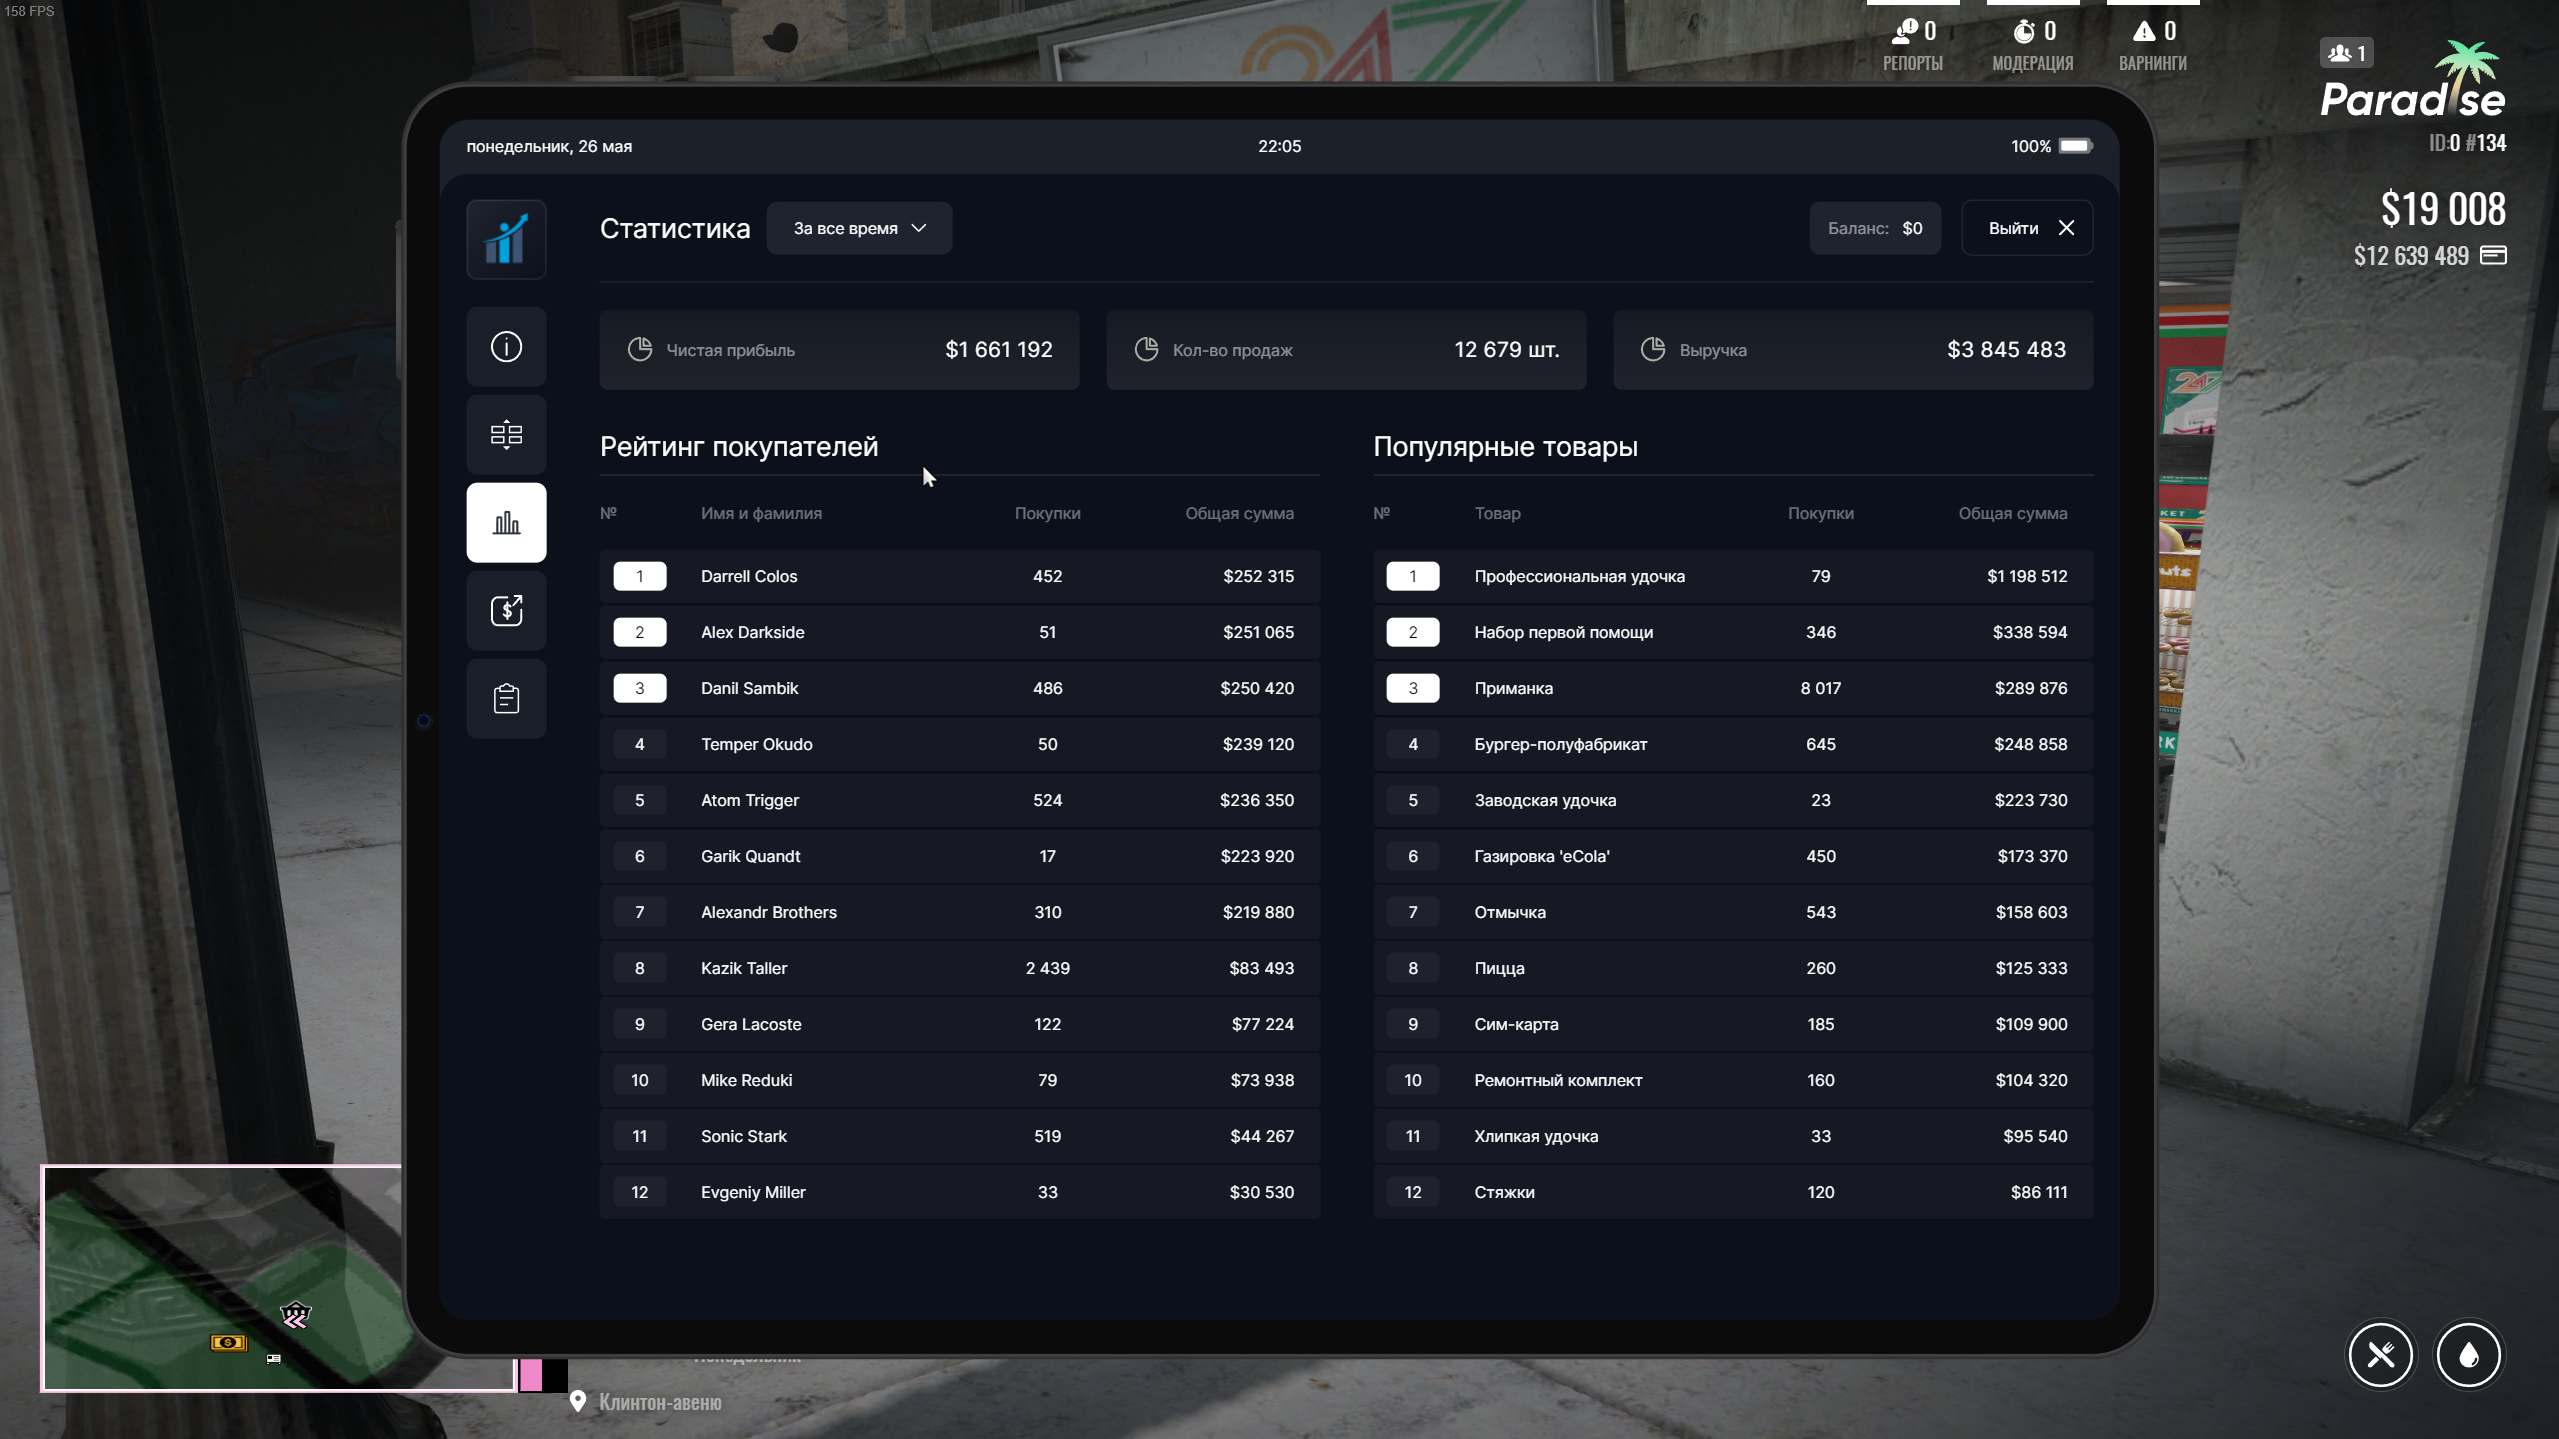 158 FPS
0 0 0
РЕПОРТЫ МОДЕРАЦИЯ ВАРНИНГИ
1
Paradise
ID:0 #134
$19 008
$12 639 489
понедельник, 26 мая 22:05 100%
Статистика За все время Баланс: $0 Выйти
Чистая прибыль $1 661 192 Кол-во продаж 12 679 шт. Выручка $3 845 483
Рейтинг покупателей
№ Имя и фамилия Покупки Общая сумма
1 Darrell Colos 452 $252 315
2 Alex Darkside 51 $251 065
3 Danil Sambik 486 $250 420
4 Temper Okudo 50 $239 120
5 Atom Trigger 524 $236 350
6 Garik Quandt 17 $223 920
7 Alexandr Brothers 310 $219 880
8 Kazik Taller 2 439 $83 493
9 Gera Lacoste 122 $77 224
10 Mike Reduki 79 $73 938
11 Sonic Stark 519 $44 267
12 Evgeniy Miller 33 $30 530
Популярные товары
№ Товар Покупки Общая сумма
1 Профессиональная удочка 79 $1 198 512
2 Набор первой помощи 346 $338 594
3 Приманка 8 017 $289 876
4 Бургер-полуфабрикат 645 $248 858
5 Заводская удочка 23 $223 730
6 Газировка 'eCola' 450 $173 370
7 Отмычка 543 $158 603
8 Пицца 260 $125 333
9 Сим-карта 185 $109 900
10 Ремонтный комплект 160 $104 320
11 Хлипкая удочка 33 $95 540
12 Стяжки 120 $86 111
Клинтон-авеню
24/7
247